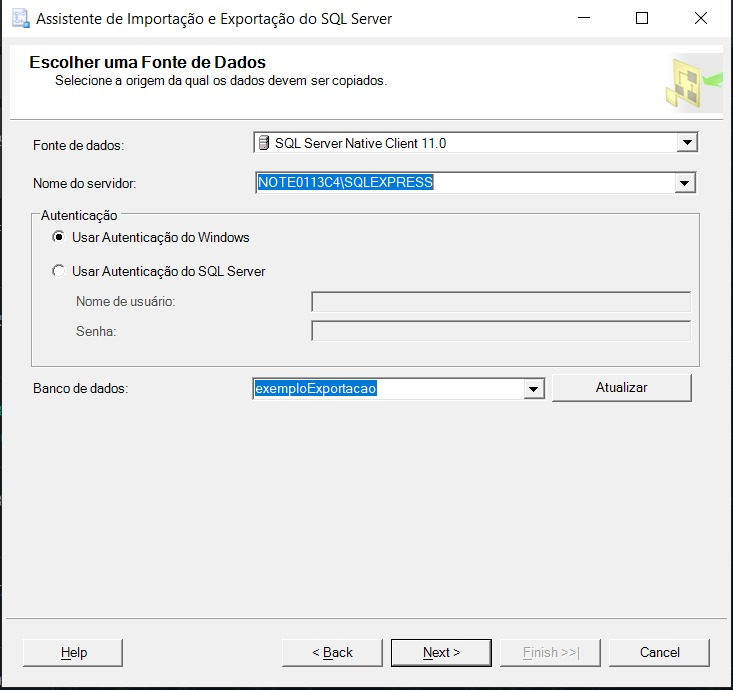 Assistente de Importação e Exportação do SQL Server
Escolher uma Fonte de Dados
Selecione a origem da qual os dados devem ser copiados.
Fonte de dados: SQL Server Native Client 11.0
Nome do servidor: NOTE0113C4\SQLEXPRESS
Autenticação
Usar Autenticação do Windows
Usar Autenticação do SQL Server
Nome de usuário:
Senha:
Banco de dados: exemploExportacao Atualizar
Help < Back Next > Finish >>| Cancel